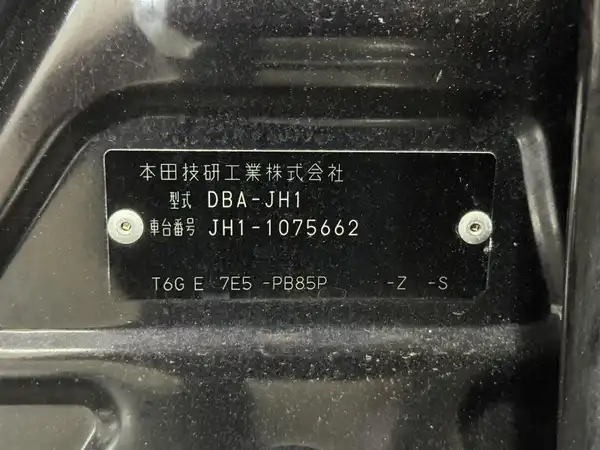 本田技研工業株式会社
型式 DBA-JH1
車台番号 JH1-1075662
T6G E 7E5 -PB85P -Z -S